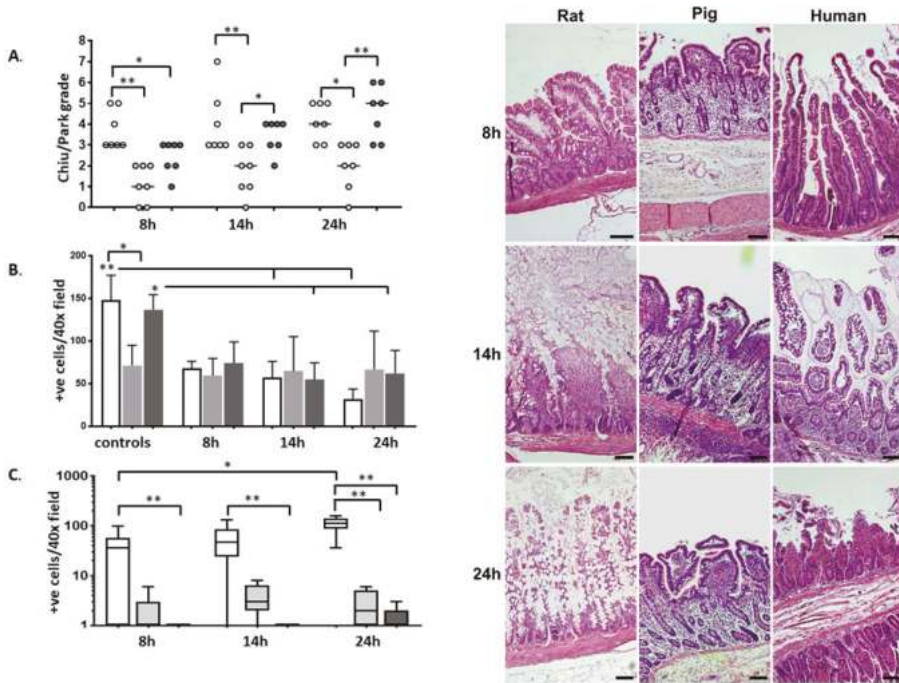 A.
Chiu/Park grade
8
7
6
5
4
3
2
1
0
**
*
**
*
*
**
8h
14h
24h
B.
+ve cells/40x field
200
150
100
50
0
*
**
*
controls
8h
14h
24h
C.
+ve cells/40x field
1000
100
10
1
*
**
**
**
**
8h
14h
24h
Rat Pig Human
8h
14h
24h